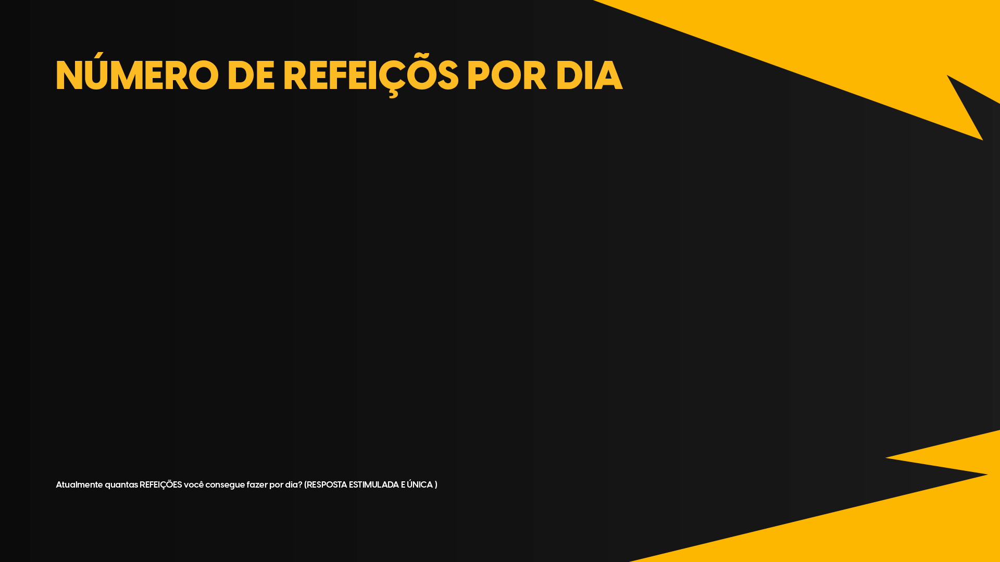 NÚMERO DE REFEIÇÕS POR DIA
Atualmente quantas REFEIÇÕES você consegue fazer por dia? (RESPOSTA ESTIMULADA E ÚNICA )